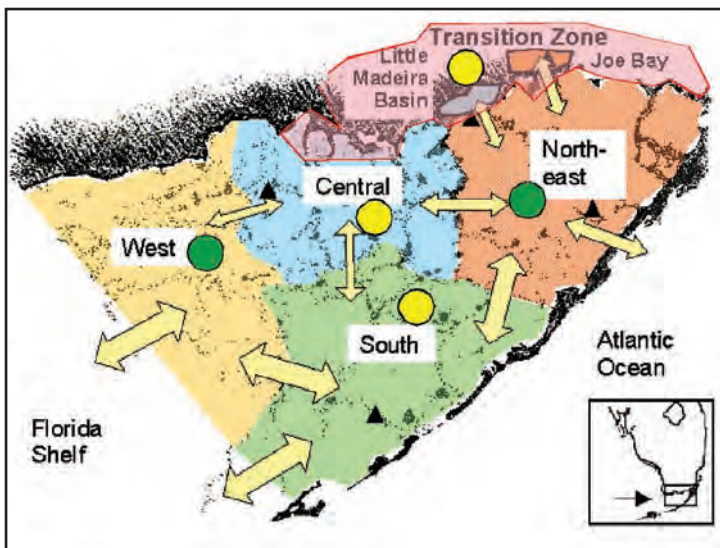 Transition Zone
Little
Madeira
Basin
Joe Bay
North-
east
Central
West
South
Atlantic
Ocean
Florida
Shelf